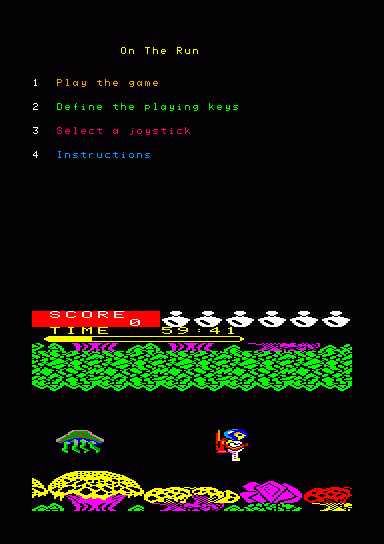 On The Run
1 Play the game
2 Define the playing keys
3 Select a joystick
4 Instructions
SCORE
0
TIME 59:41